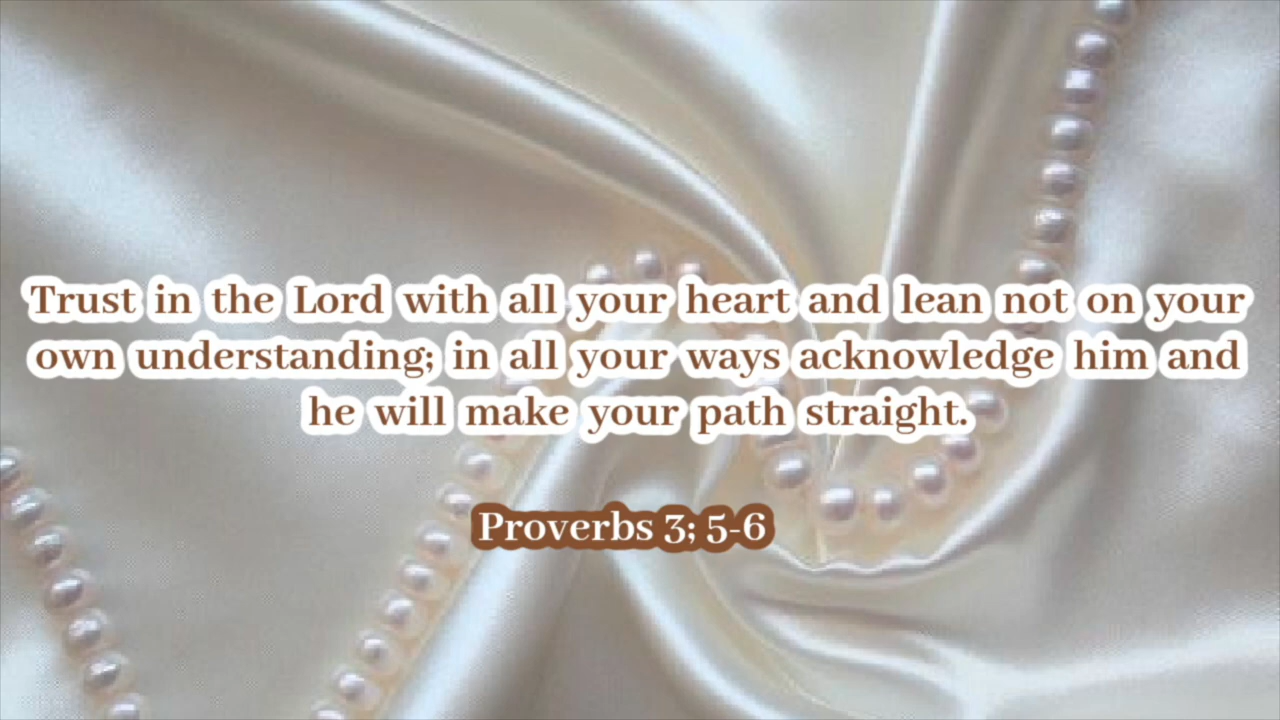 Trust in the Lord with all your heart and lean not on your
own understanding; in all your ways acknowledge him and
he will make your path straight.
Proverbs 3; 5-6